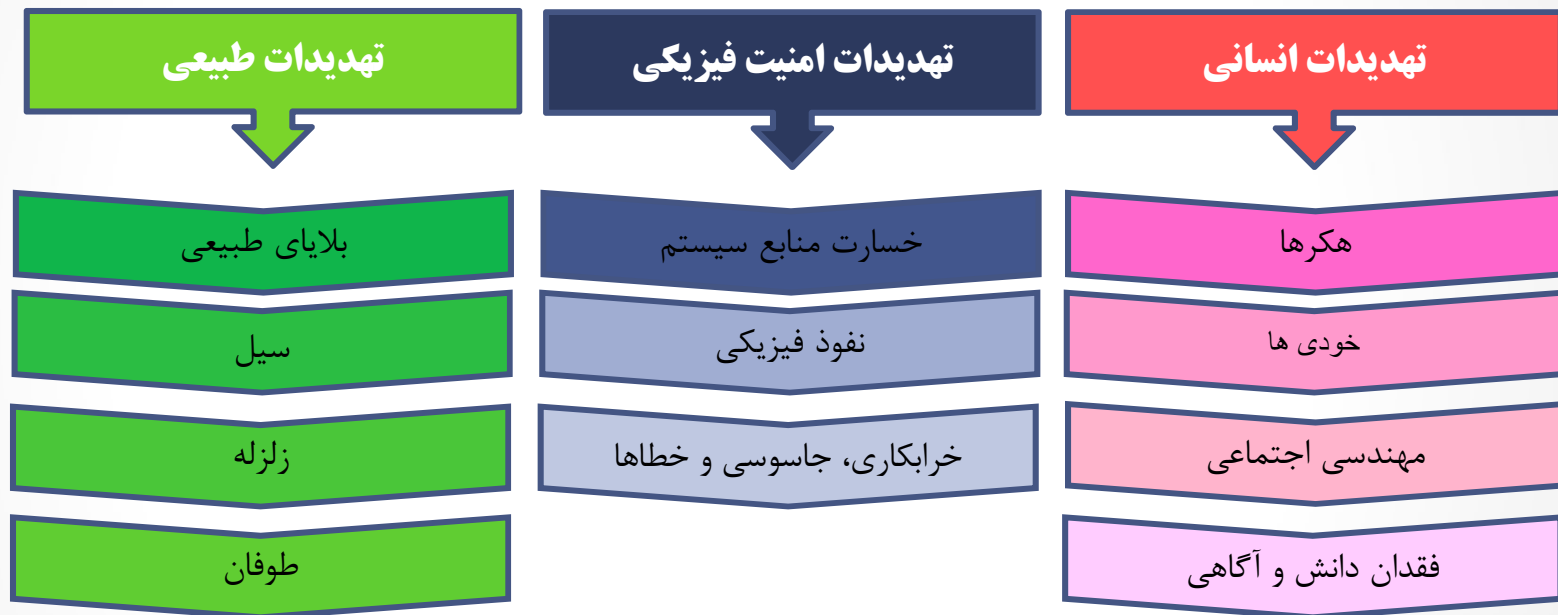 تهدیدات انسانی
هکرها
خودی ها
مهندسی اجتماعی
فقدان دانش و آگاهی
تهدیدات امنیت فیزیکی
خسارت منابع سیستم
نفوذ فیزیکی
خرابکاری، جاسوسی و خطاها
تهدیدات طبیعی
بلایای طبیعی
سیل
زلزله
طوفان